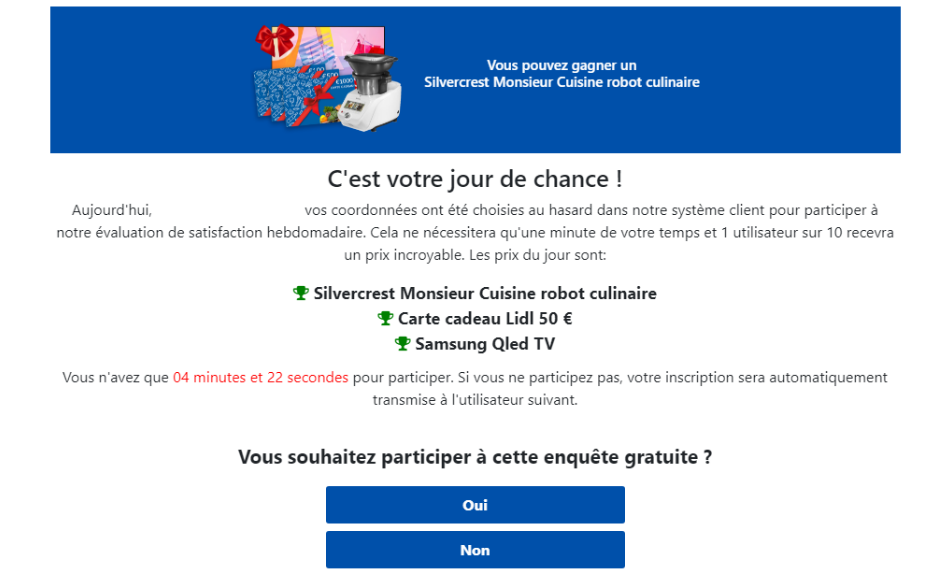 €100
€500
€1000
Vous pouvez gagner un
Silvercrest Monsieur Cuisine robot culinaire
C'est votre jour de chance !
Aujourd'hui, vos coordonnées ont été choisies au hasard dans notre système client pour participer à
notre évaluation de satisfaction hebdomadaire. Cela ne nécessitera qu'une minute de votre temps et 1 utilisateur sur 10 recevra
un prix incroyable. Les prix du jour sont:
Silvercrest Monsieur Cuisine robot culinaire
Carte cadeau Lidl 50 €
Samsung Qled TV
Vous n'avez que 04 minutes et 22 secondes pour participer. Si vous ne participez pas, votre inscription sera automatiquement
transmise à l'utilisateur suivant.
Vous souhaitez participer à cette enquête gratuite ?
Oui
Non